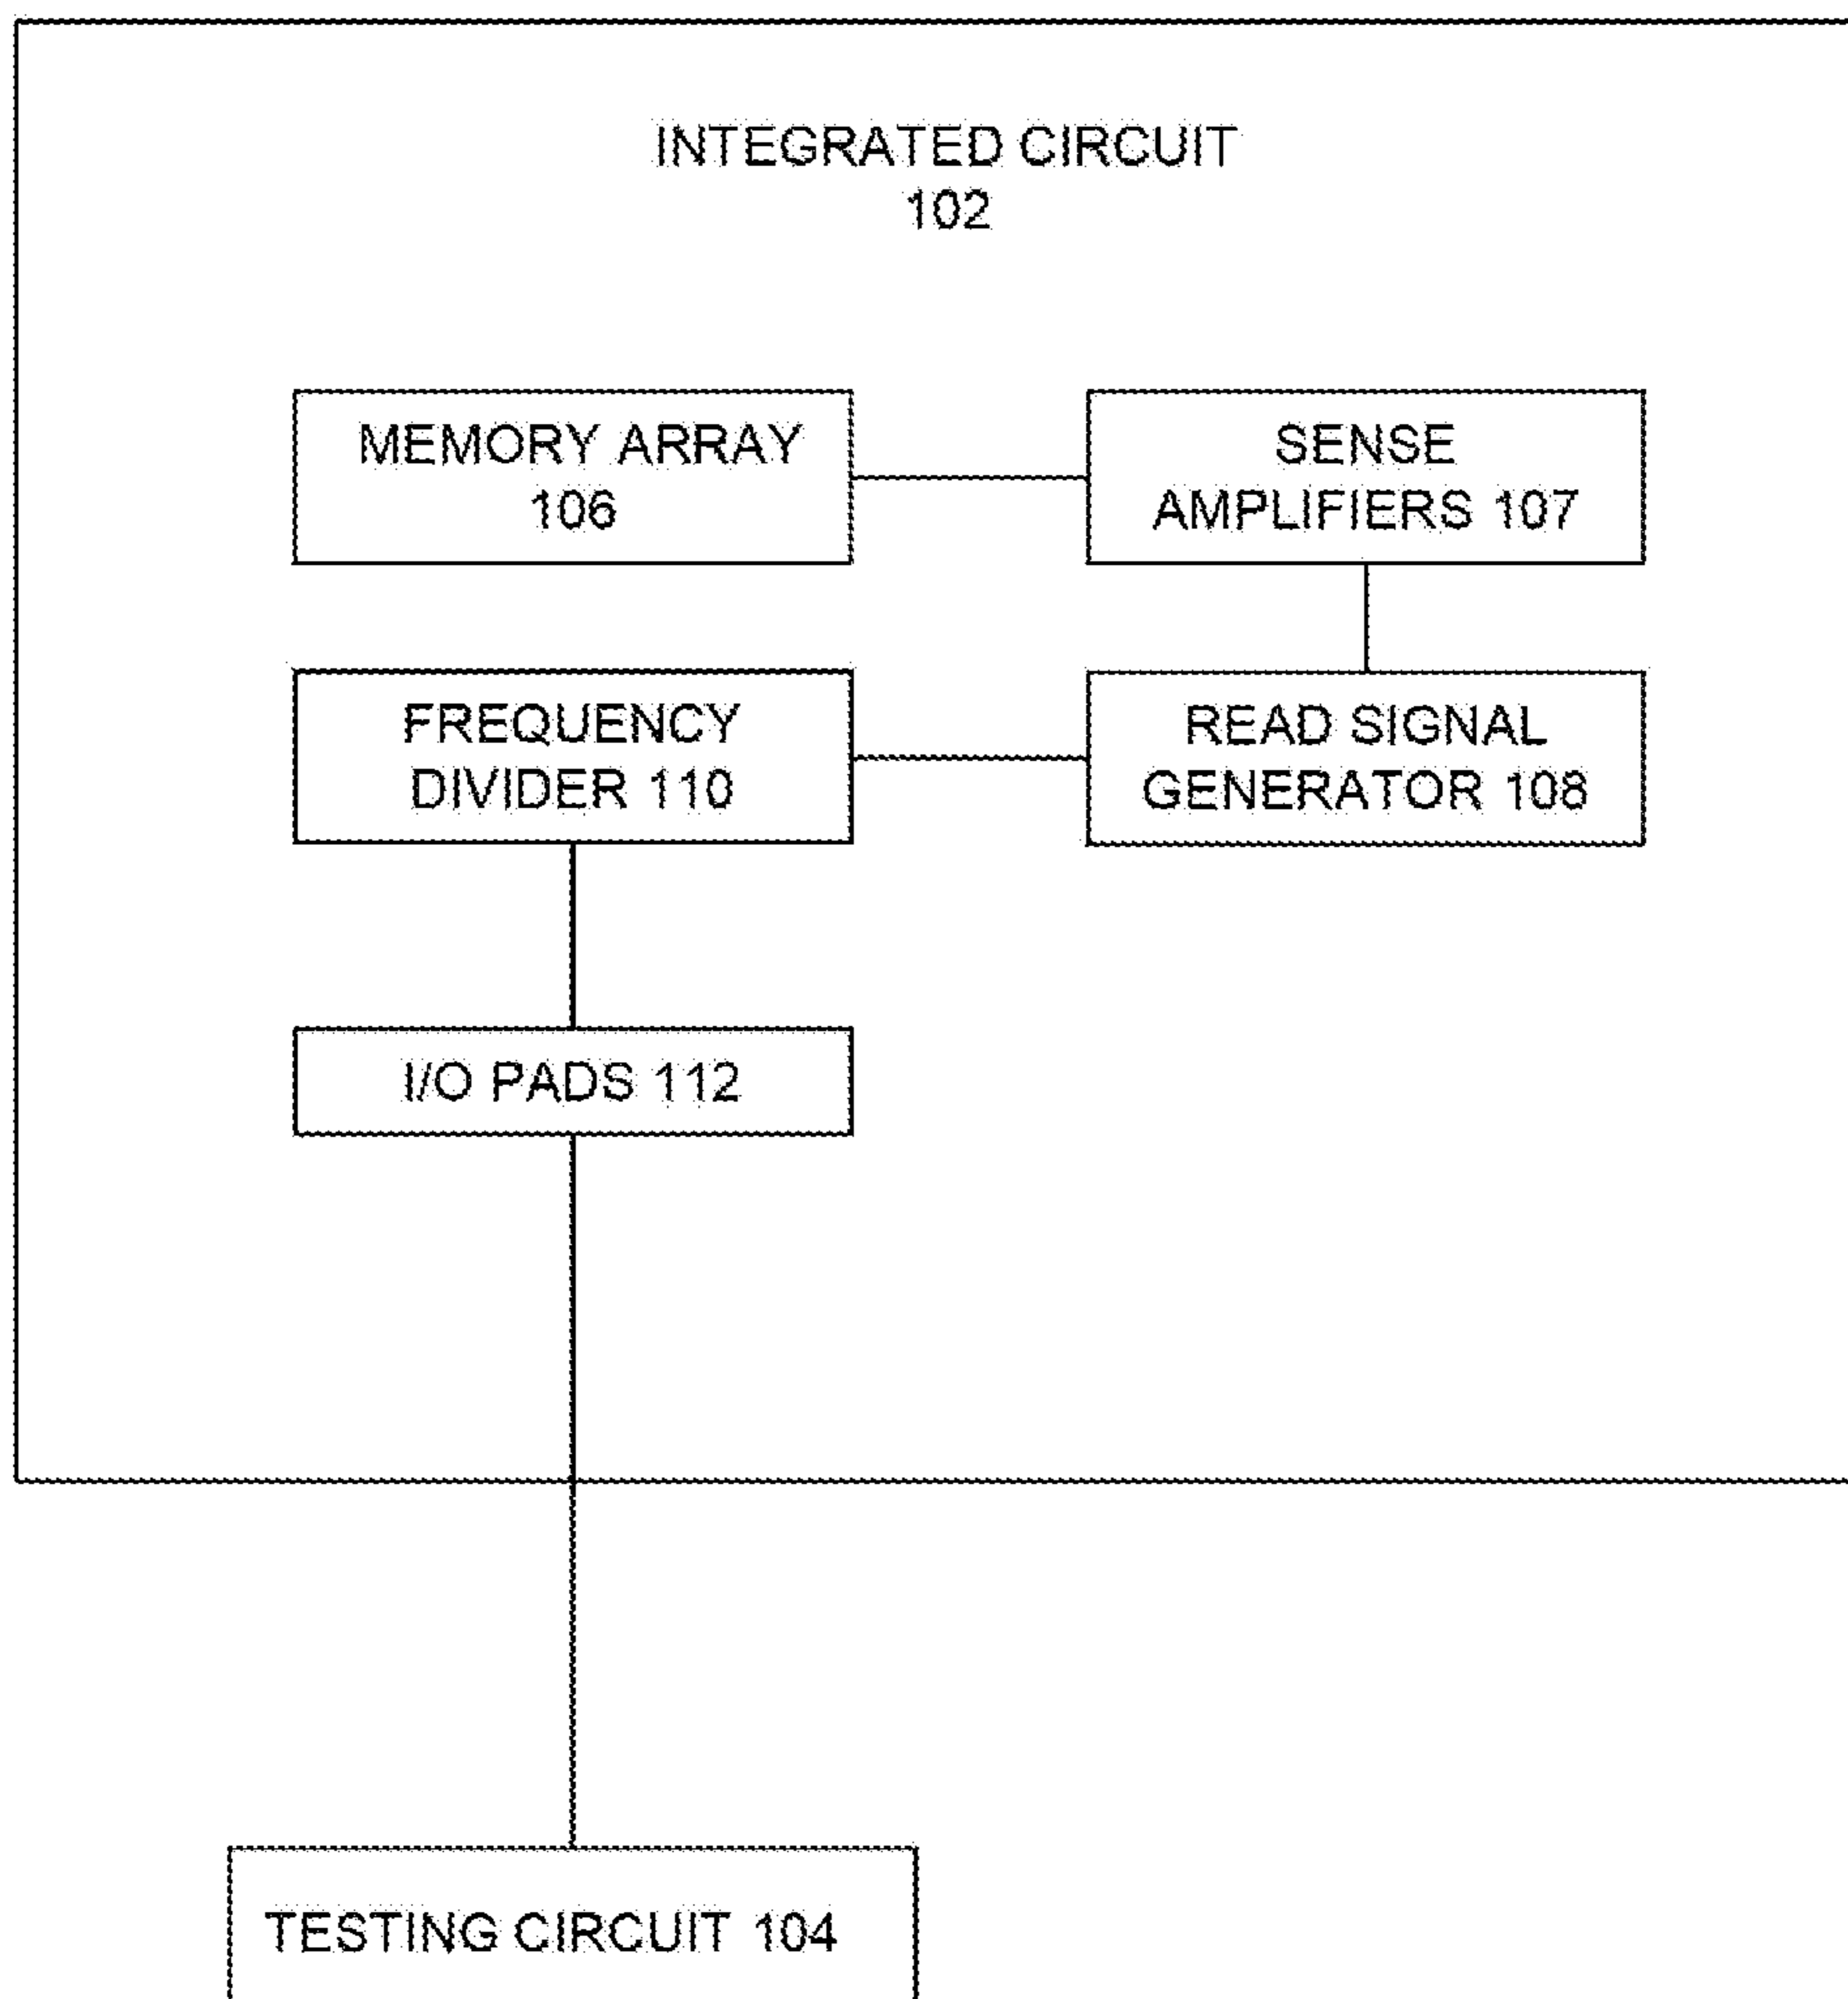 INTEGRATED CIRCUIT
102
MEMORY ARRAY
106
SENSE
AMPLIFIERS 107
FREQUENCY
DIVIDER 110
READ SIGNAL
GENERATOR 108
I/O PADS 112
TESTING CIRCUIT 104